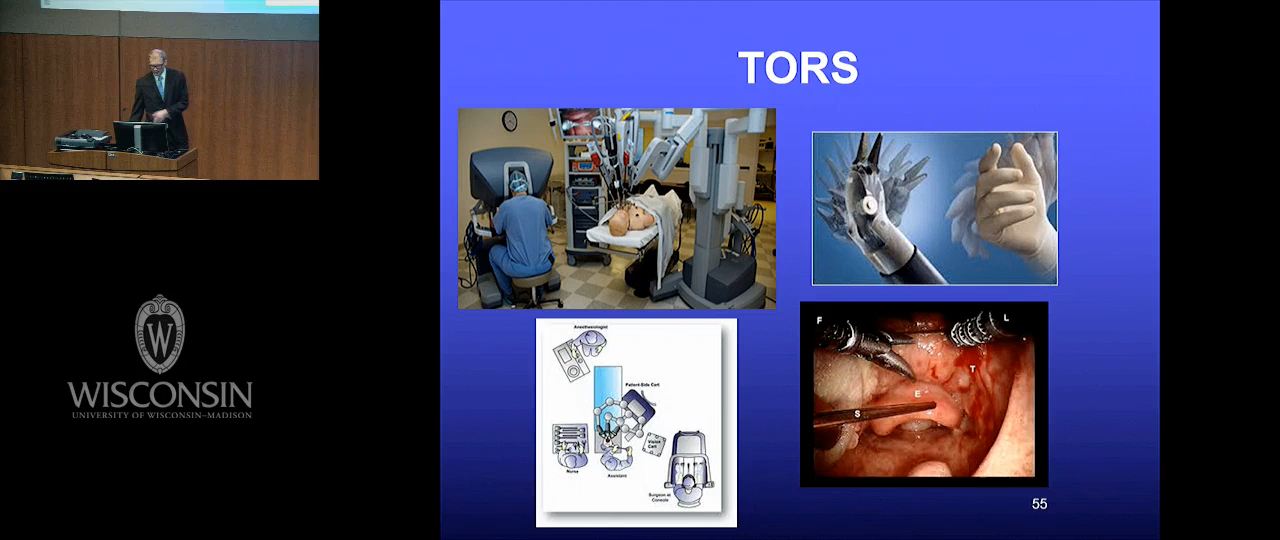 TORS
F
L
T
E
S
Anesthesiologist
Patient-Side Cart
Vision
Cart
Nurse
Assistant
Surgeon at
Console
55
W
WISCONSIN
UNIVERSITY OF WISCONSIN–MADISON